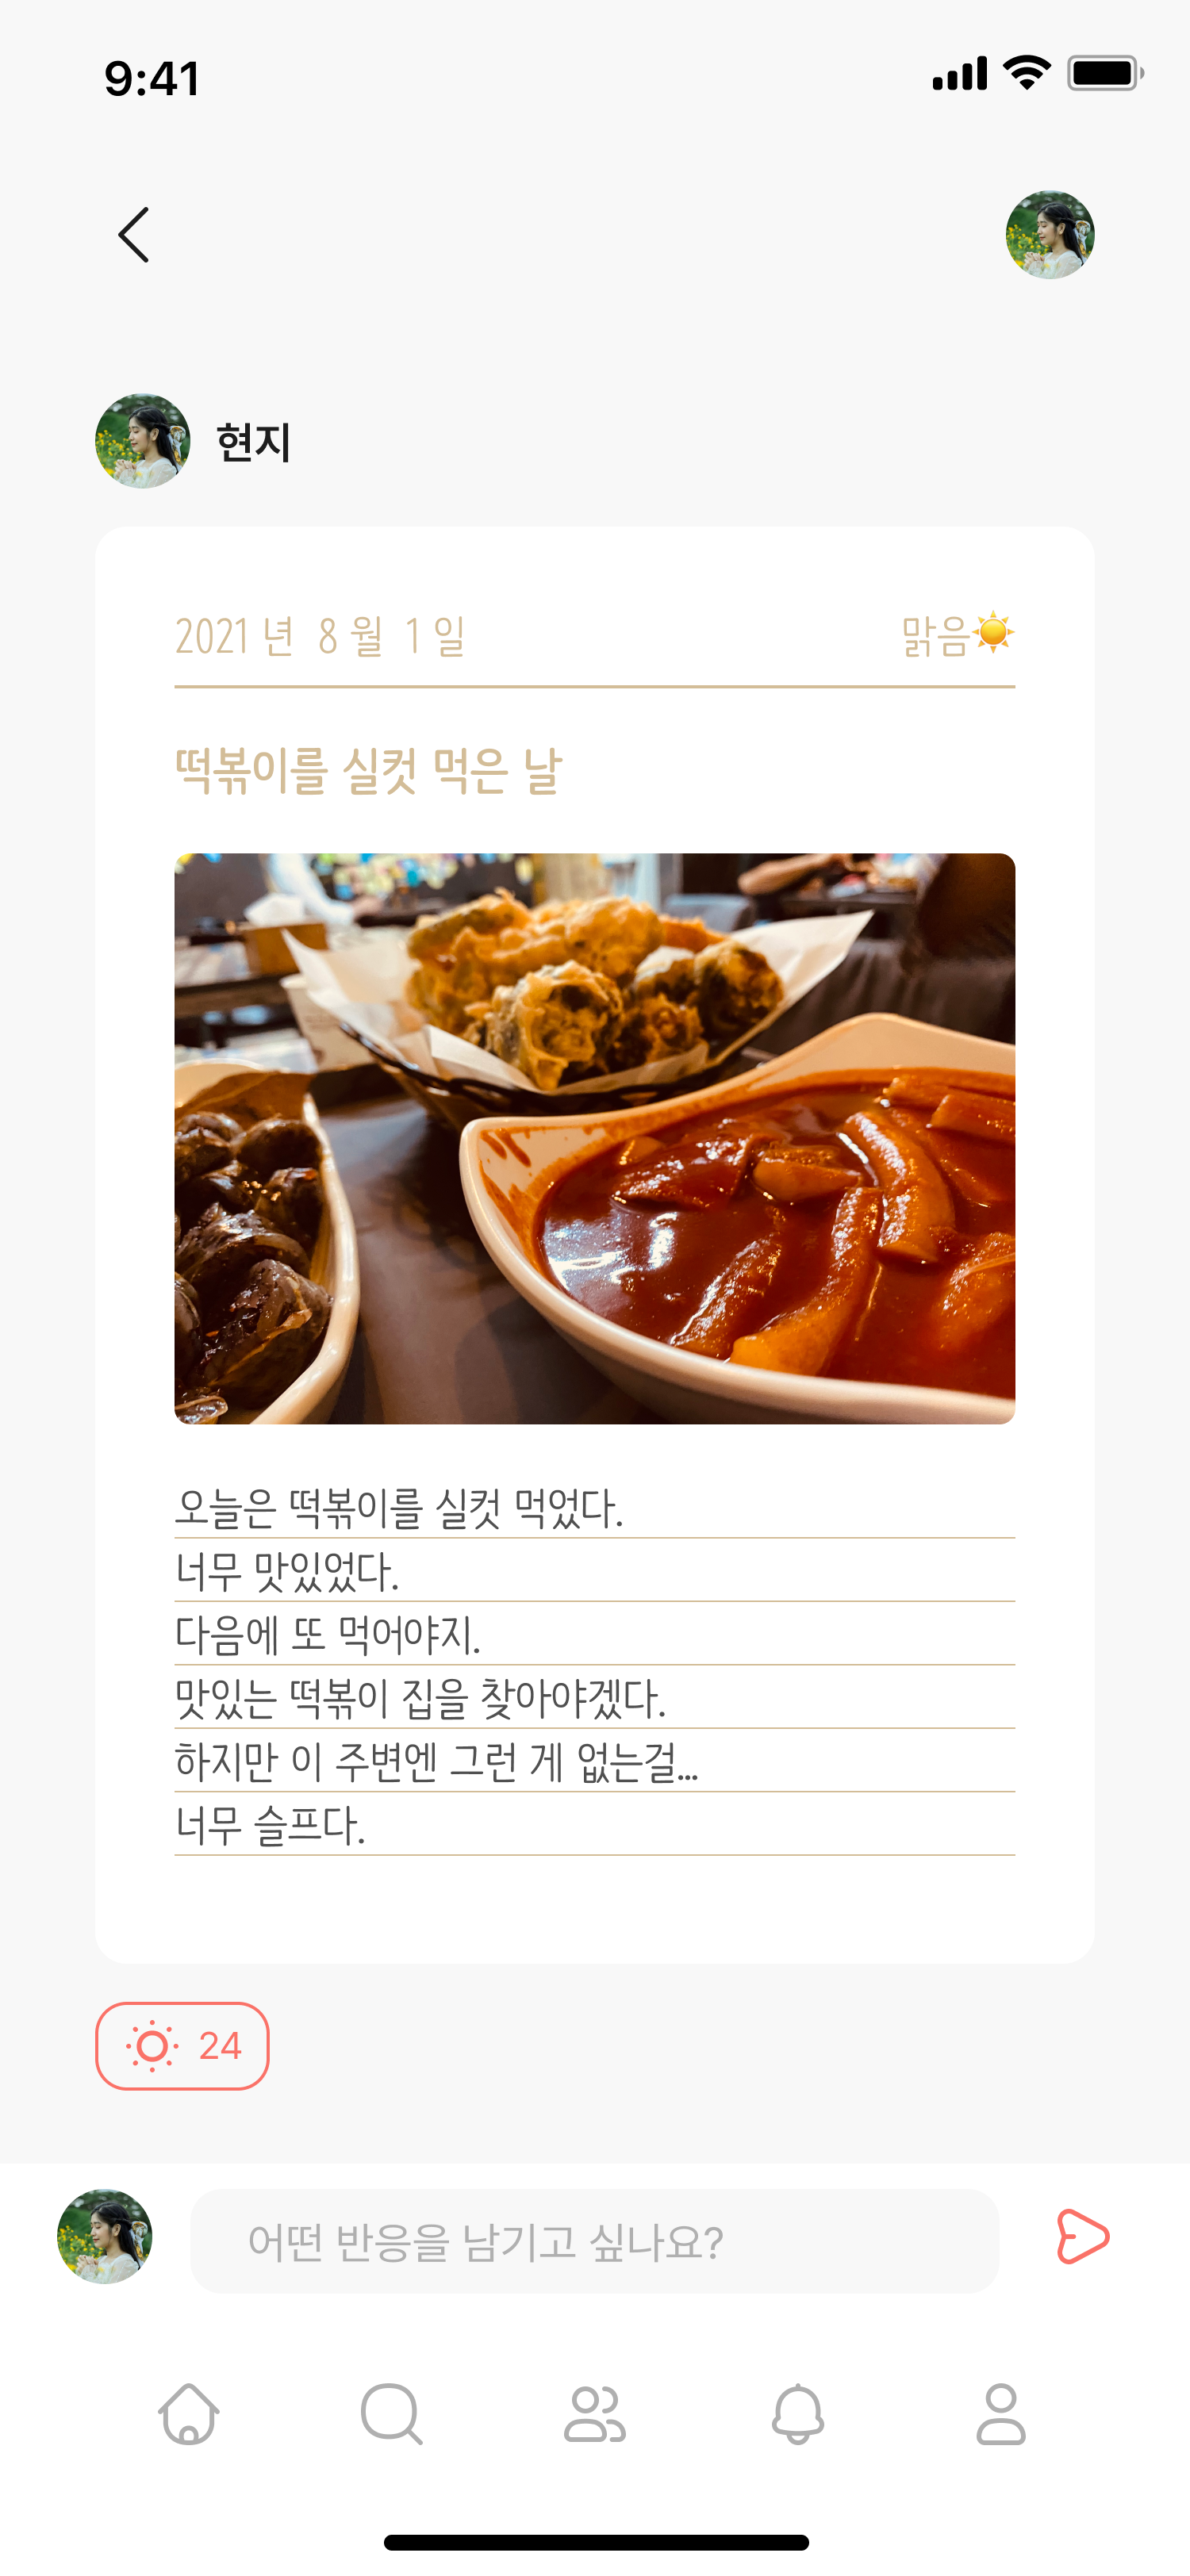 9:41
현지
2021 년 8 월 1 일 맑음☀️
떡볶이를 실컷 먹은 날
오늘은 떡볶이를 실컷 먹었다.
너무 맛있었다.
다음에 또 먹어야지.
맛있는 떡볶이 집을 찾아야겠다.
하지만 이 주변엔 그런 게 없는걸...
너무 슬프다.
24
어떤 반응을 남기고 싶나요?